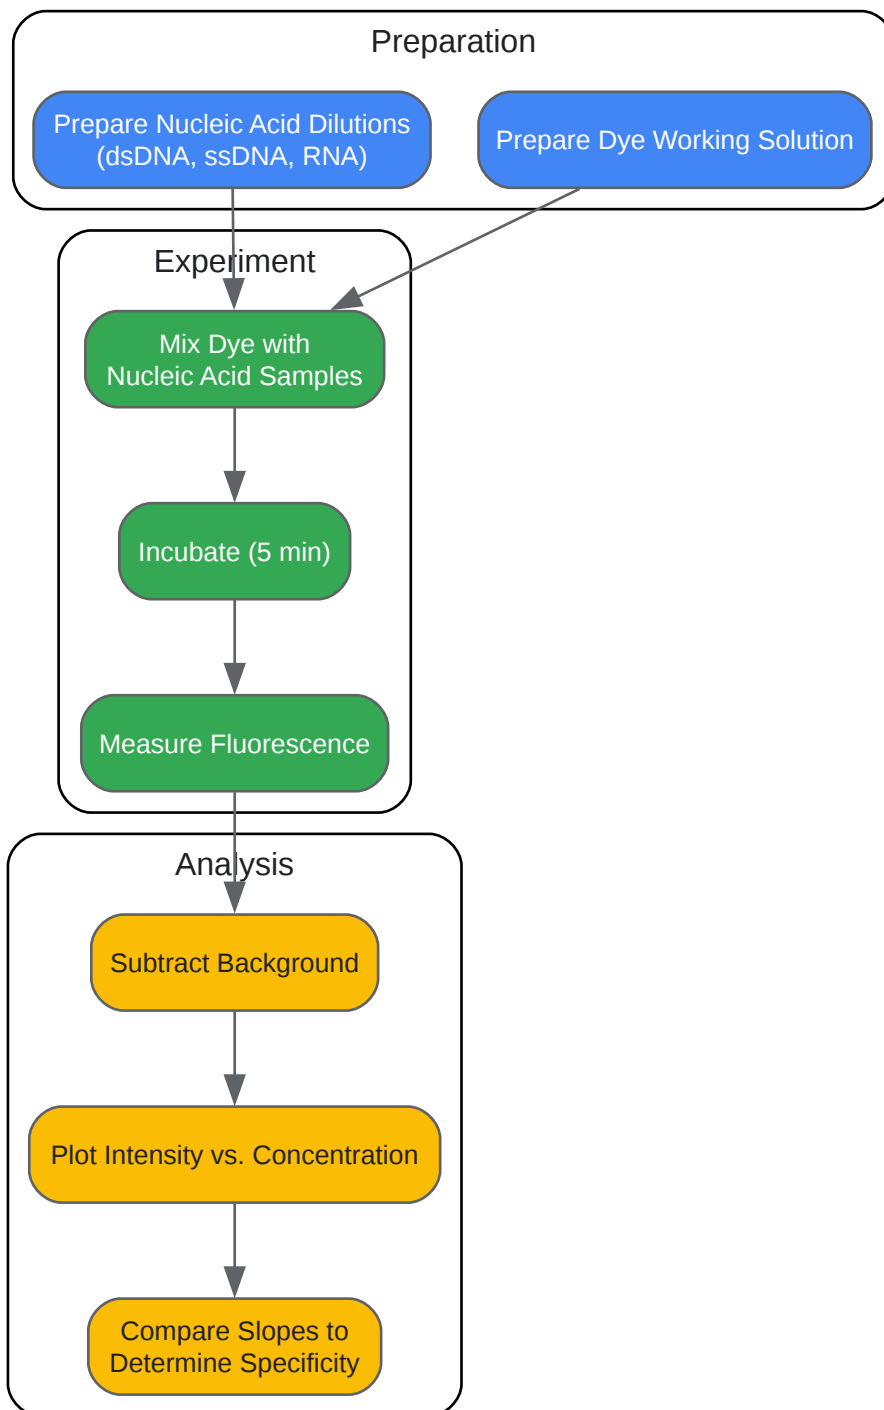 Preparation
Prepare Nucleic Acid Dilutions
(dsDNA, ssDNA, RNA)
Prepare Dye Working Solution
Experiment
Mix Dye with
Nucleic Acid Samples
Incubate (5 min)
Measure Fluorescence
Analysis
Subtract Background
Plot Intensity vs. Concentration
Compare Slopes to
Determine Specificity